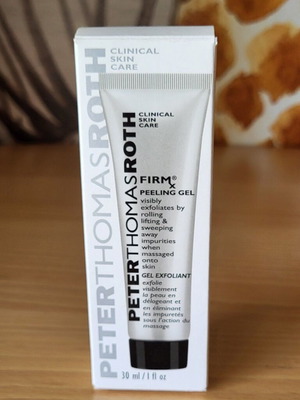 CLINICAL
SKIN
CARE
PETERTHOMASROTH
CLINICAL
SKIN
CARE
PETERTHOMASROTH
FIRMx®
PEELING GEL
visibly
exfoliates by
rolling
lifting &
sweeping
away
impurities
when
massaged
onto
skin
GEL EXFOLIANT
exfolie
visiblement
la peau en
délogeant et
en éliminant
les impuretés
sous l'action du
massage
30 ml / 1 fl oz